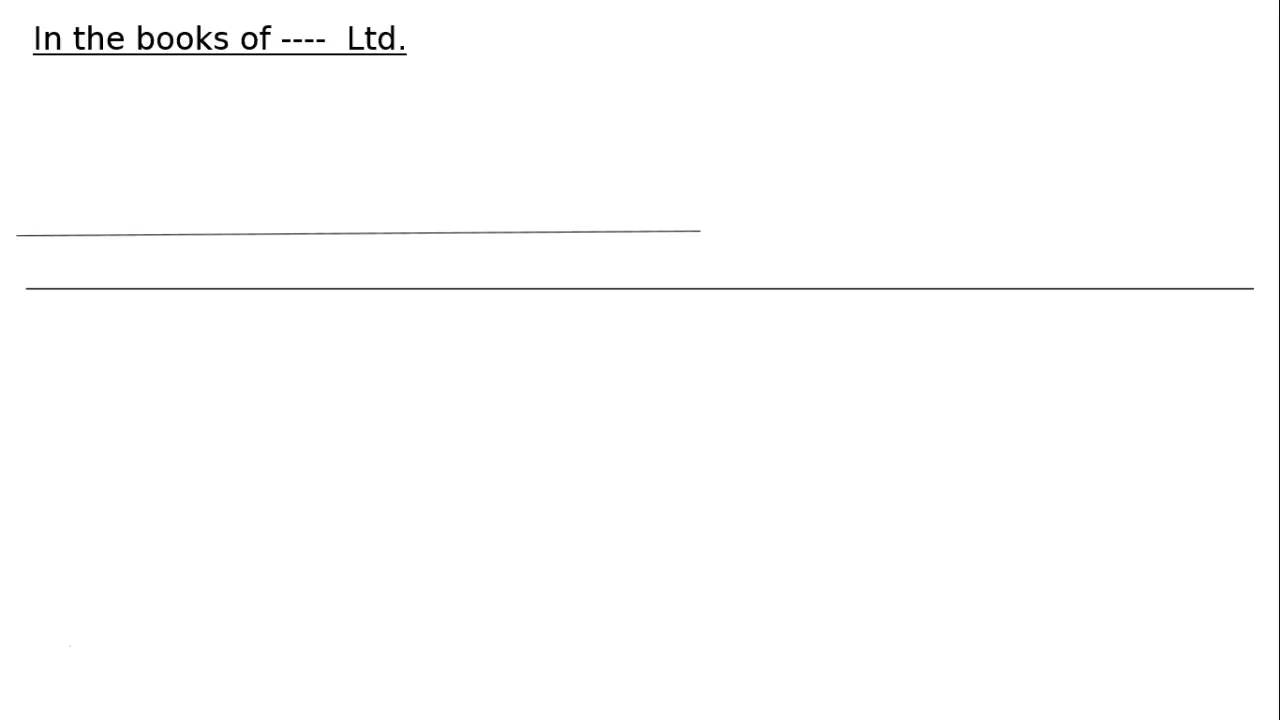 In the books of ----  Ltd.